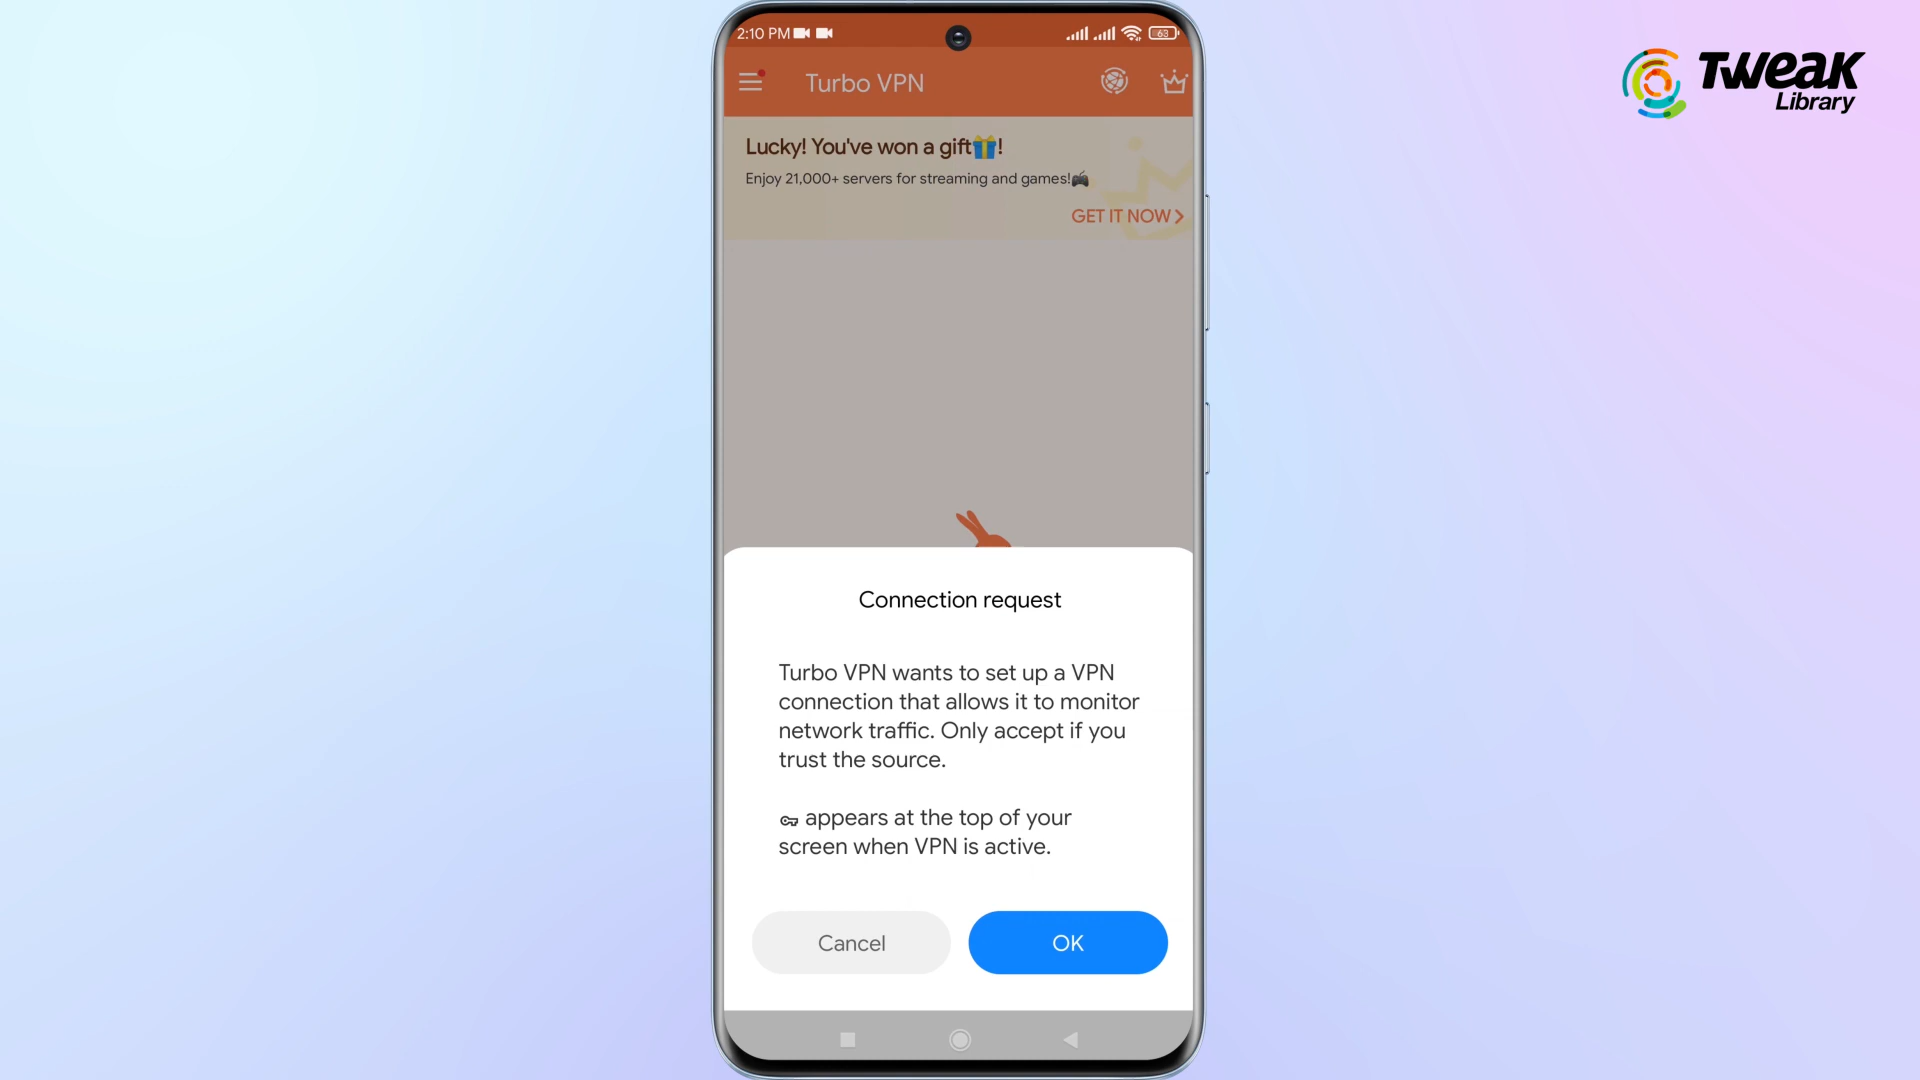 2:10 PM
63
Turbo VPN
Tweak
Library
Lucky! You've won a gift🎁!
Enjoy 21,000+ servers for streaming and games!🎮
GET IT NOW >
Connection request
Turbo VPN wants to set up a VPN
connection that allows it to monitor
network traffic. Only accept if you
trust the source.
appears at the top of your
screen when VPN is active.
Cancel
OK